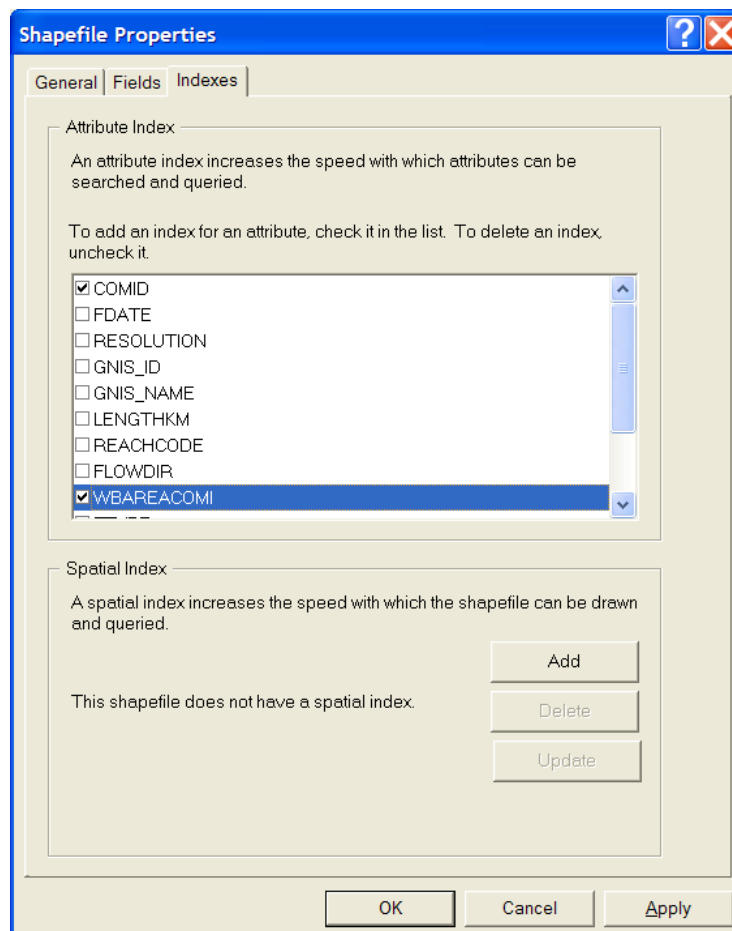 Shapefile Properties
General
Fields
Indexes
Attribute Index
An attribute index increases the speed with which attributes can be
searched and queried.
To add an index for an attribute, check it in the list. To delete an index,
uncheck it.
COMID
FDATE
RESOLUTION
GNIS_ID
GNIS_NAME
LENGTHKM
REACHCODE
FLOWDIR
WBAREACOMI
Spatial Index
A spatial index increases the speed with which the shapefile can be drawn
and queried.
Add
This shapefile does not have a spatial index.
Delete
Update
OK
Cancel
Apply